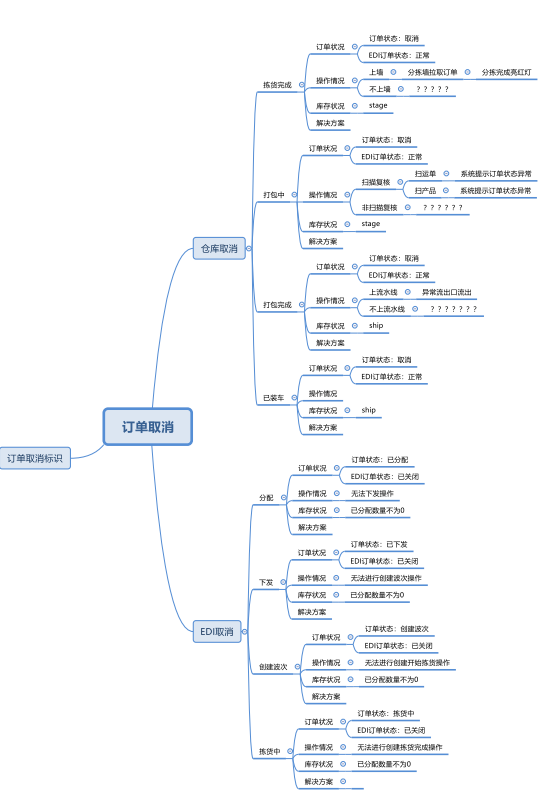 订单取消
订单取消标识
仓库取消
拣货完成
订单状况
订单状态：取消
EDI订单状态：正常
操作情况
上墙
分拣墙拉取订单
分拣完成亮红灯
不上墙
？？？？？
库存状况
stage
解决方案
打包中
订单状况
订单状态：取消
EDI订单状态：正常
操作情况
扫描复核
扫运单
系统提示订单状态异常
扫产品
系统提示订单状态异常
非扫描复核
？？？？？？
库存状况
stage
解决方案
打包完成
订单状况
订单状态：取消
EDI订单状态：正常
操作情况
上流水线
异常流出口流出
不上流水线
？？？？？？？
库存状况
ship
解决方案
已装车
订单状况
订单状态：取消
EDI订单状态：正常
操作情况
库存状况
ship
解决方案
EDI取消
分配
订单状况
订单状态：已分配
EDI订单状态：已关闭
操作情况
无法下发操作
库存状况
已分配数量不为0
解决方案
下发
订单状况
订单状态：已下发
EDI订单状态：已关闭
操作情况
无法进行创建波次操作
库存状况
已分配数量不为0
解决方案
创建波次
订单状况
订单状态：创建波次
EDI订单状态：已关闭
操作情况
无法进行创建开始拣货操作
库存状况
已分配数量不为0
解决方案
拣货中
订单状况
订单状态：拣货中
EDI订单状态：已关闭
操作情况
无法进行创建拣货完成操作
库存状况
已分配数量不为0
解决方案